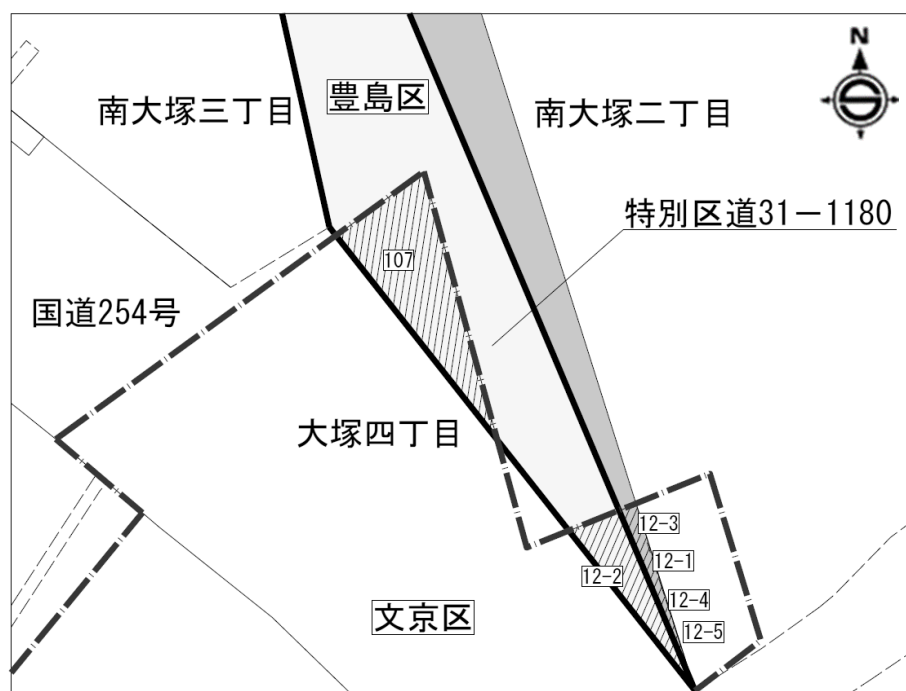 N
豊島区
南大塚三丁目
南大塚二丁目
特別区道31－1180
107
国道254号
大塚四丁目
12-3
12-1
12-2
12-4
12-5
文京区